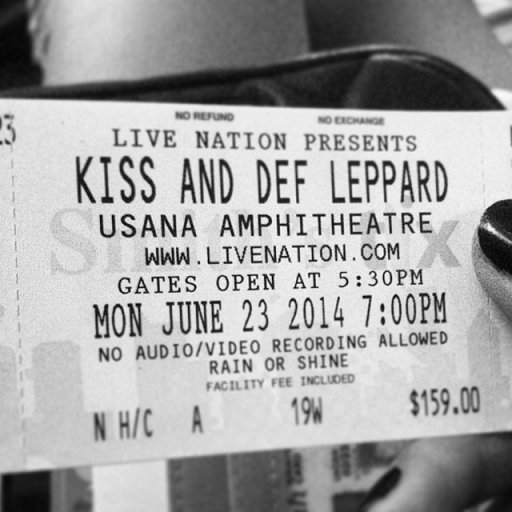 23
NO REFUND NO EXCHANGE
LIVE NATION PRESENTS
KISS AND DEF LEPPARD
USANA AMPHITHEATRE
WWW.LIVENATION.COM
GATES OPEN AT 5:30PM
MON JUNE 23 2014 7:00PM
NO AUDIO/VIDEO RECORDING ALLOWED
RAIN OR SHINE
FACILITY FEE INCLUDED
N H/C A 19W $159.00